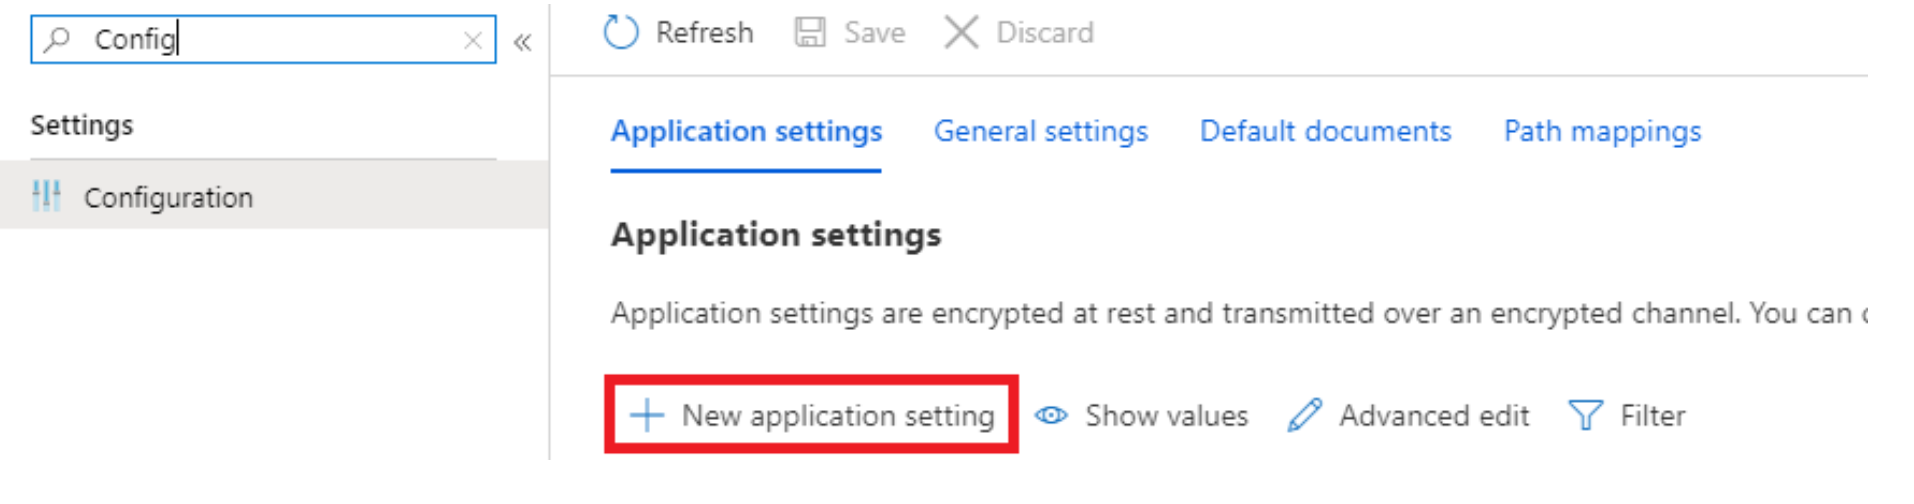 Config
«
Settings
Configuration
Refresh Save Discard
Application settings General settings Default documents Path mappings
Application settings
Application settings are encrypted at rest and transmitted over an encrypted channel. You can
New application setting Show values Advanced edit Filter